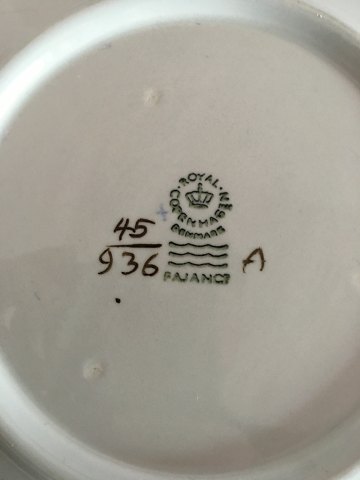 ROYAL
COPENHAGEN
DENMARK
45
936
A
FAJANCE